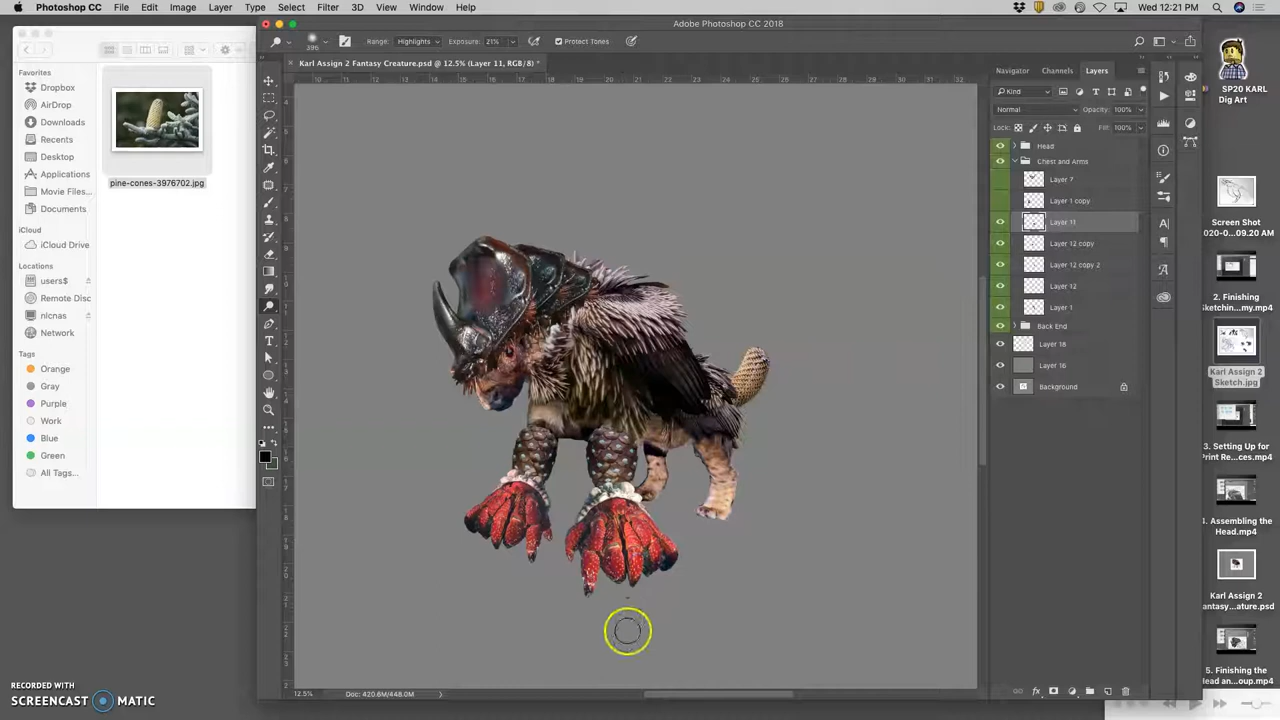 Photoshop CC File Edit Image Layer Type Select Filter 3D View Window Help
Wed 12:21 PM
Adobe Photoshop CC 2018
396 Range: Highlights Exposure: 21% Protect Tones
Karl Assign 2 Fantasy Creature.psd @ 12.5% (Layer 11, RGB/8) *
Favorites
Dropbox
AirDrop
Downloads
Recents
Desktop
Applications
Movie Files...
Documents
iCloud
iCloud Drive
Locations
users$
Remote Disc
nlcnas
Network
Tags
Orange
Gray
Purple
Work
Blue
Green
All Tags...
pine-cones-3976702.jpg
Navigator Channels Layers
Kind
Normal Opacity: 100%
Lock: Fill: 100%
Head
Chest and Arms
Layer 7
Layer 1 copy
Layer 11
Layer 12 copy
Layer 12 copy 2
Layer 12
Layer 1
Back End
Layer 18
Layer 16
Background
SP20 KARL
Dig Art
Screen Shot
2. Finishing
Karl Assign 2
Sketch.jpg
3. Setting Up for
Print Re...ces.mp4
4. Assembling the
Head.mp4
Karl Assign 2
5. Finishing the
12.5% Doc: 420.6M/448.0M
RECORDED WITH
SCREENCAST MATIC